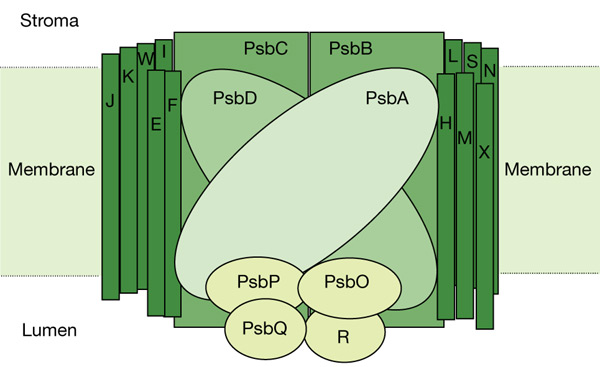 Stroma
PsbC PsbB
I L S
W N
K
PsbD PsbA
J F
E H
M
X
Membrane Membrane
PsbP PsbO
Lumen PsbQ R